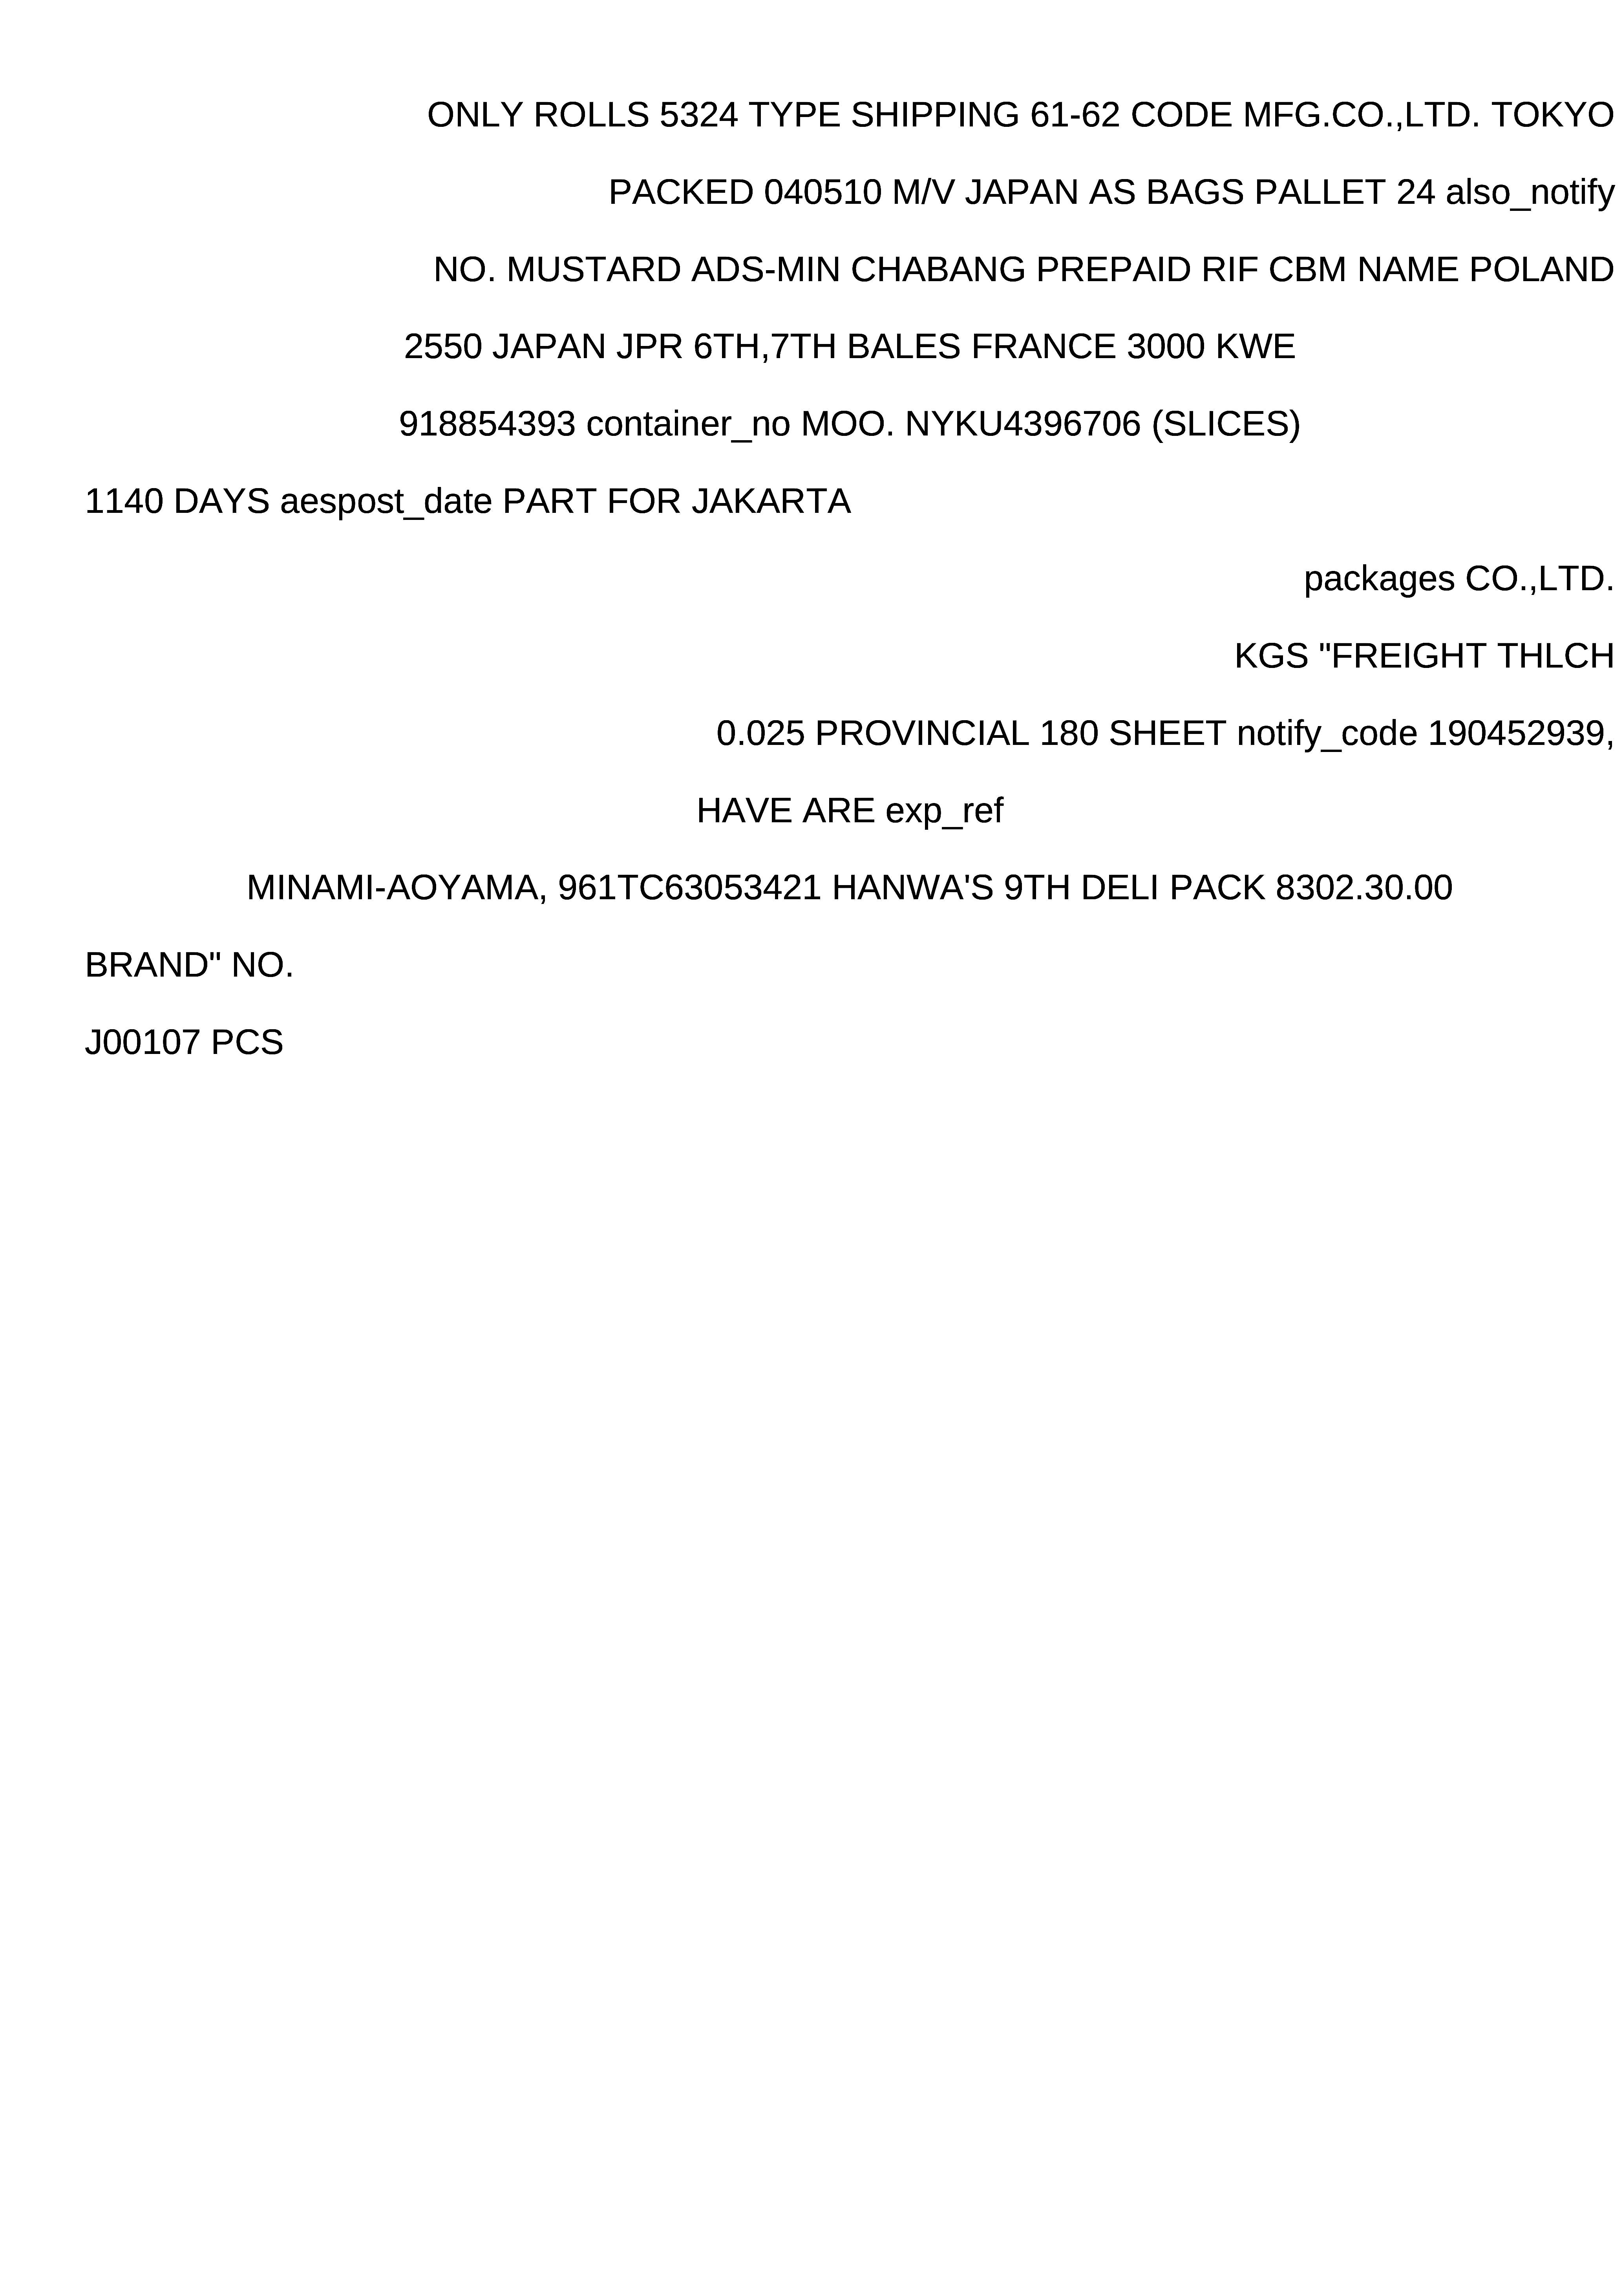 ONLY ROLLS 5324 TYPE SHIPPING 61-62 CODE MFG.CO.,LTD. TOKYO
PACKED 040510 M/V JAPAN AS BAGS PALLET 24 also_notify
NO. MUSTARD ADS-MIN CHABANG PREPAID RIF CBM NAME POLAND
2550 JAPAN JPR 6TH,7TH BALES FRANCE 3000 KWE
918854393 container_no MOO. NYKU4396706 (SLICES)
1140 DAYS aespost_date PART FOR JAKARTA
packages CO.,LTD.
KGS "FREIGHT THLCH
0.025 PROVINCIAL 180 SHEET notify_code 190452939,
HAVE ARE exp_ref
MINAMI-AOYAMA, 961TC63053421 HANWA'S 9TH DELI PACK 8302.30.00
BRAND" NO.
J00107 PCS